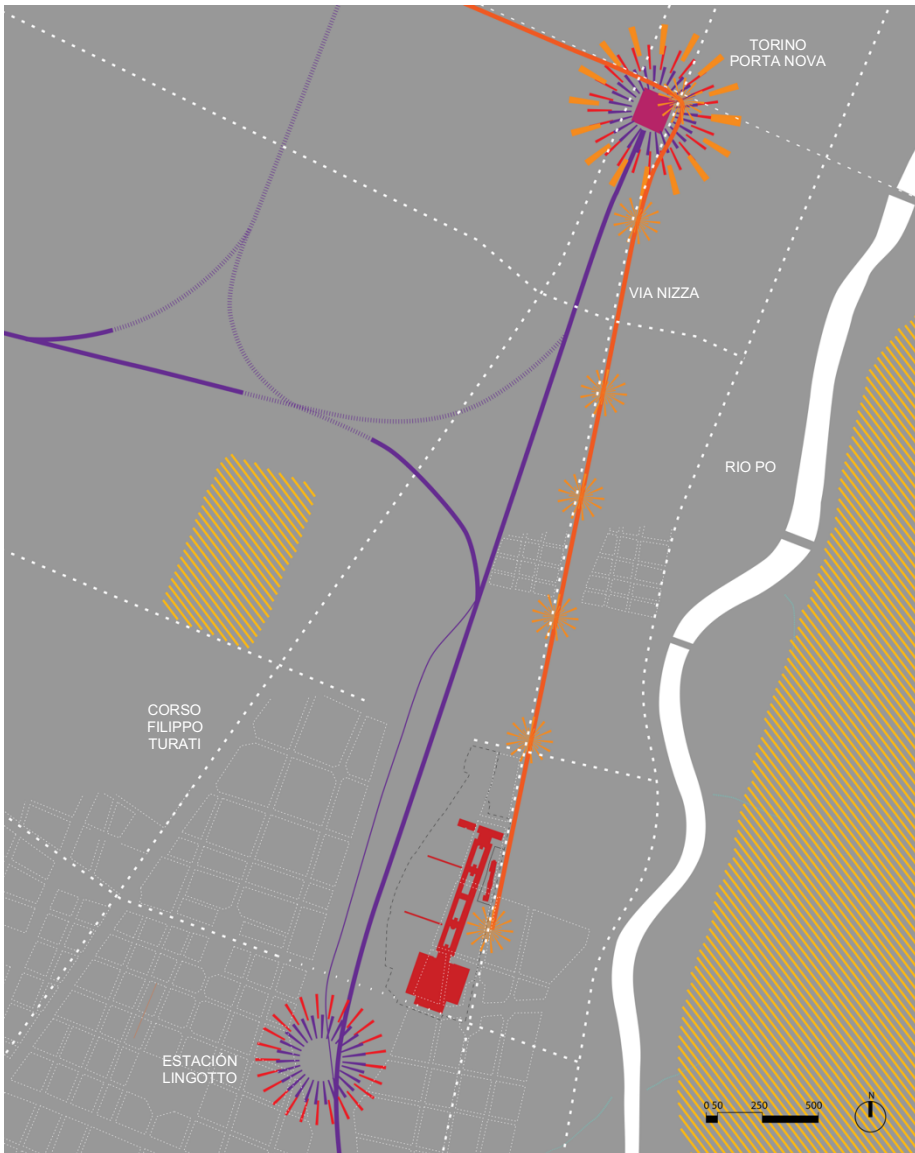 TORINO
PORTA NOVA
VIA NIZZA
RIO PO
CORSO
FILIPPO
TURATI
ESTACIÓN
LINGOTTO
0 50 250 500
N